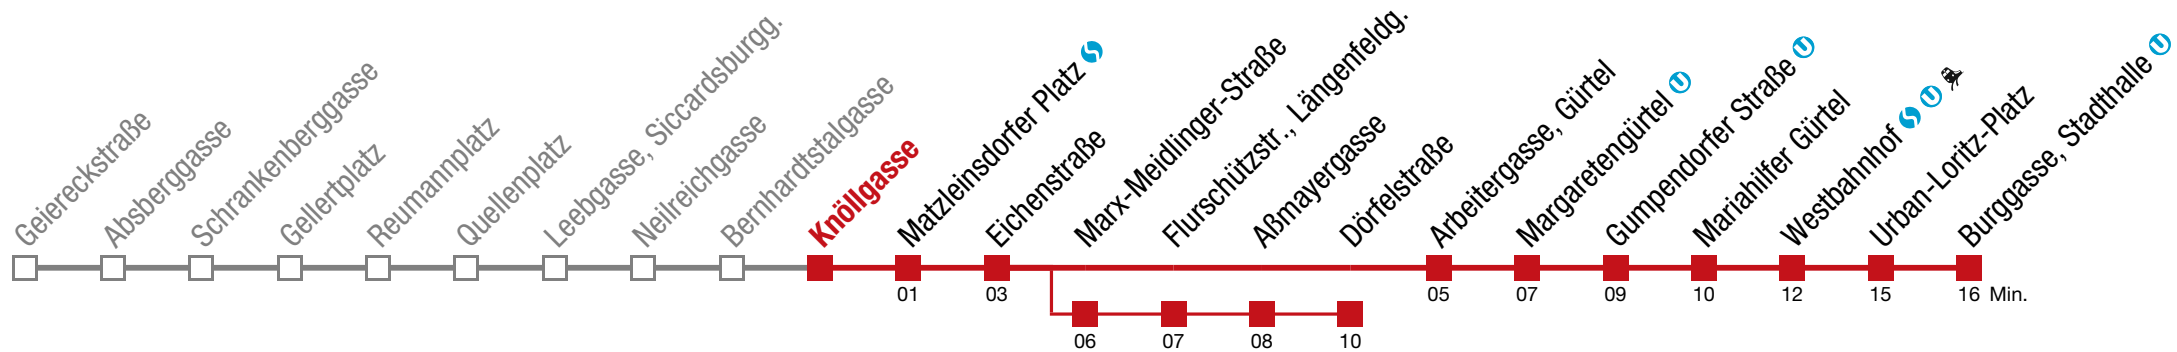 Geiereckstraße
Absberggasse
Schrankenberggasse
Gellertplatz
Reumannplatz
Quellenplatz
Leebgasse, Siccardsburgg.
Neilreichgasse
Bernhardtstalgasse
Knöllgasse
Matzleinsdorfer Platz
Eichenstraße
Marx-Meidlinger-Straße
Flurschützstr., Längenfeldg.
Aßmayergasse
Dörfelstraße
Arbeitergasse, Gürtel
Margaretengürtel U
Gumpendorfer Straße U
Mariahilfer Gürtel
Westbahnhof U
Urban-Loritz-Platz
Burggasse, Stadthalle U
01 03 05 07 09 10 12 15 16 Min.
06 07 08 10